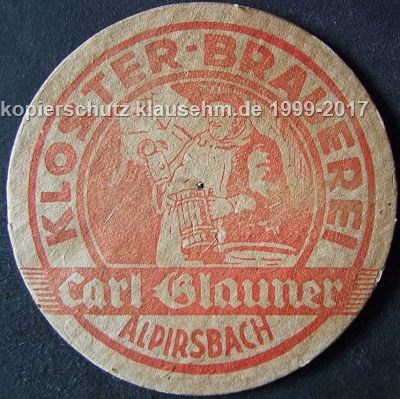 KLOSTER-BRAUEREI
kopierschutz klausehm.de 1999-2017
Carl Glauner
ALPIRSBACH